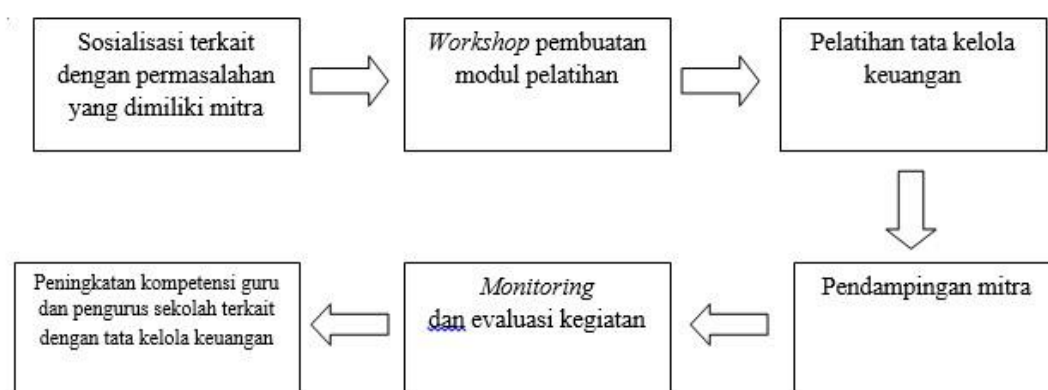 Sosialisasi terkait
dengan permasalahan
yang dimiliki mitra
Workshop pembuatan
modul pelatihan
Pelatihan tata kelola
keuangan
Pendampingan mitra
Monitoring
dan evaluasi kegiatan
Peningkatan kompetensi guru
dan pengurus sekolah terkait
dengan tata kelola keuangan